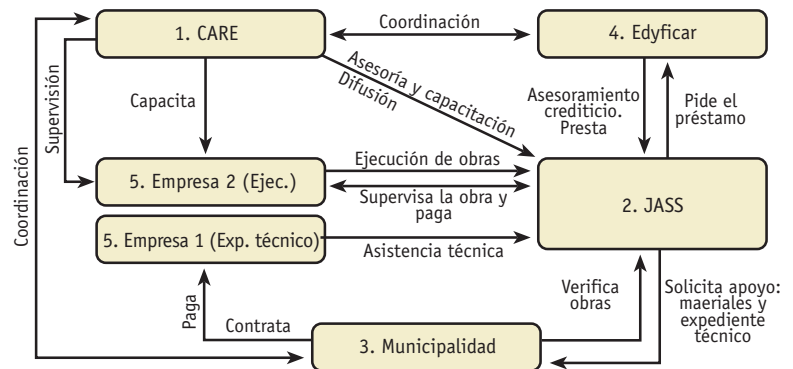 1. CARE
Coordinación
4. Edyficar
Supervisión
Capacita
Asesoría y capacitación
Difusión
Asesoramiento
crediticio.
Presta
Pide el
préstamo
Coordinación
5. Empresa 2 (Ejec.)
Ejecución de obras
Supervisa la obra y
paga
2. JASS
5. Empresa 1 (Exp. técnico)
Asistencia técnica
Paga
Contrata
Verifica
obras
Solicita apoyo:
maeriales y
expediente
técnico
3. Municipalidad